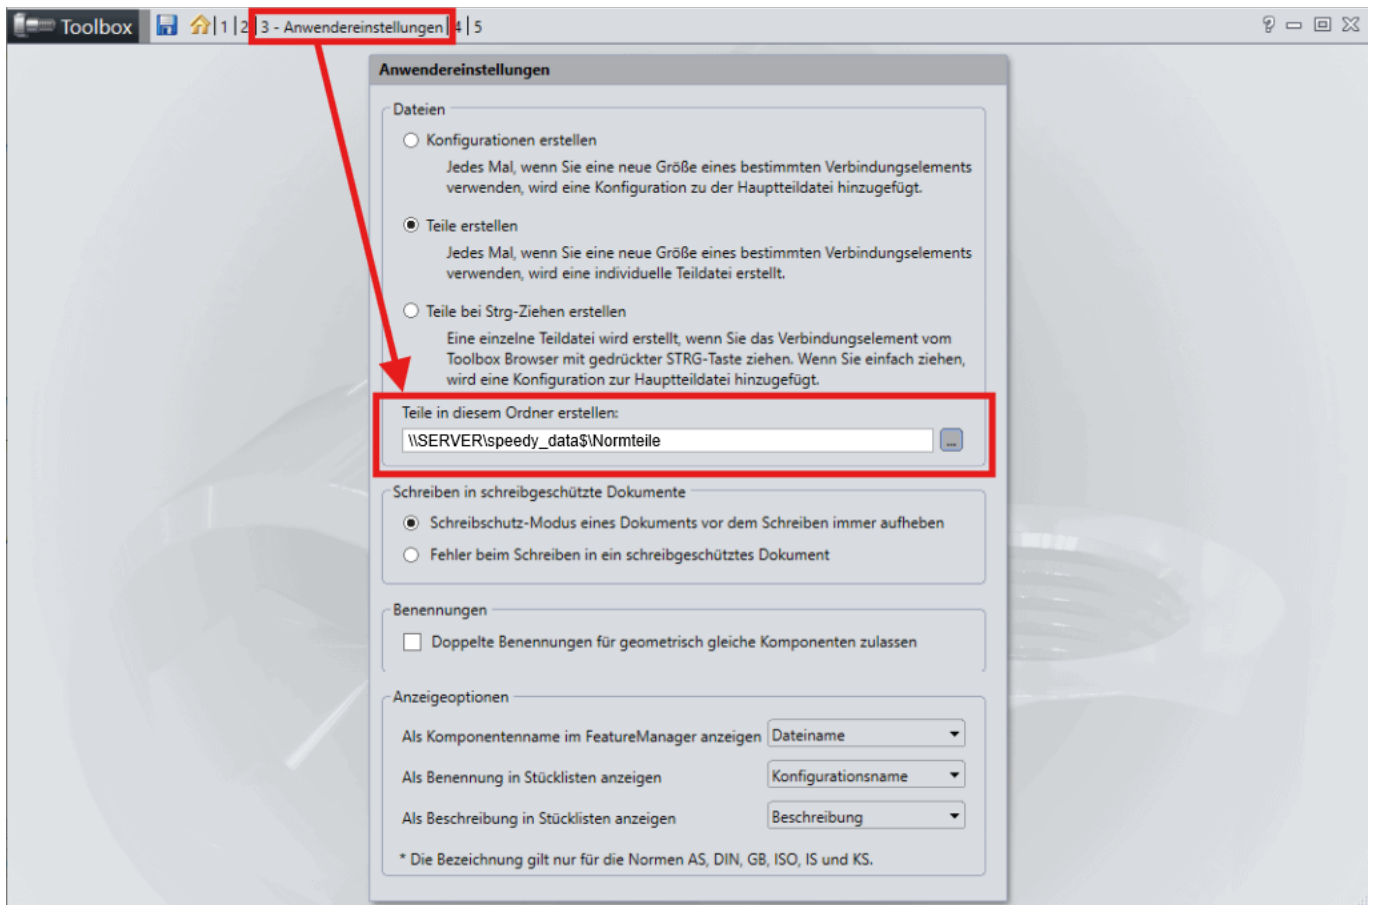 Toolbox 1 2 3 - Anwendereinstellungen 4 5 ?
Anwendereinstellungen
Dateien
Konfigurationen erstellen
Jedes Mal, wenn Sie eine neue Größe eines bestimmten Verbindungselements
verwenden, wird eine Konfiguration zu der Hauptteildatei hinzugefügt.
Teile erstellen
Jedes Mal, wenn Sie eine neue Größe eines bestimmten Verbindungselements
verwenden, wird eine individuelle Teildatei erstellt.
Teile bei Strg-Ziehen erstellen
Eine einzelne Teildatei wird erstellt, wenn Sie das Verbindungselement vom
Toolbox Browser mit gedrückter STRG-Taste ziehen. Wenn Sie einfach ziehen,
wird eine Konfiguration zur Hauptteildatei hinzugefügt.
Teile in diesem Ordner erstellen:
\\SERVER\speedy_data$\Normteile ...
Schreiben in schreibgeschützte Dokumente
Schreibschutz-Modus eines Dokuments vor dem Schreiben immer aufheben
Fehler beim Schreiben in ein schreibgeschütztes Dokument
Benennungen
Doppelte Benennungen für geometrisch gleiche Komponenten zulassen
Anzeigeoptionen
Als Komponentenname im FeatureManager anzeigen Dateiname
Als Benennung in Stücklisten anzeigen Konfigurationsname
Als Beschreibung in Stücklisten anzeigen Beschreibung
* Die Bezeichnung gilt nur für die Normen AS, DIN, GB, ISO, IS und KS.